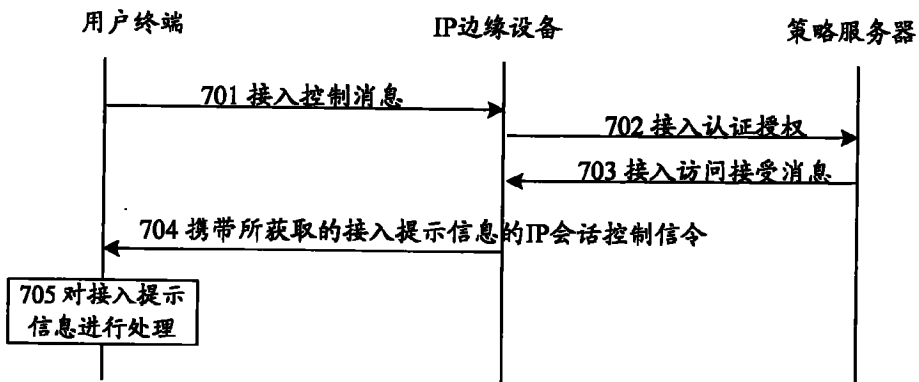 用户终端
IP边缘设备
策略服务器
701 接入控制消息
702 接入认证授权
703 接入访问接受消息
704 携带所获取的接入提示信息的IP会话控制信令
705 对接入提示
信息进行处理